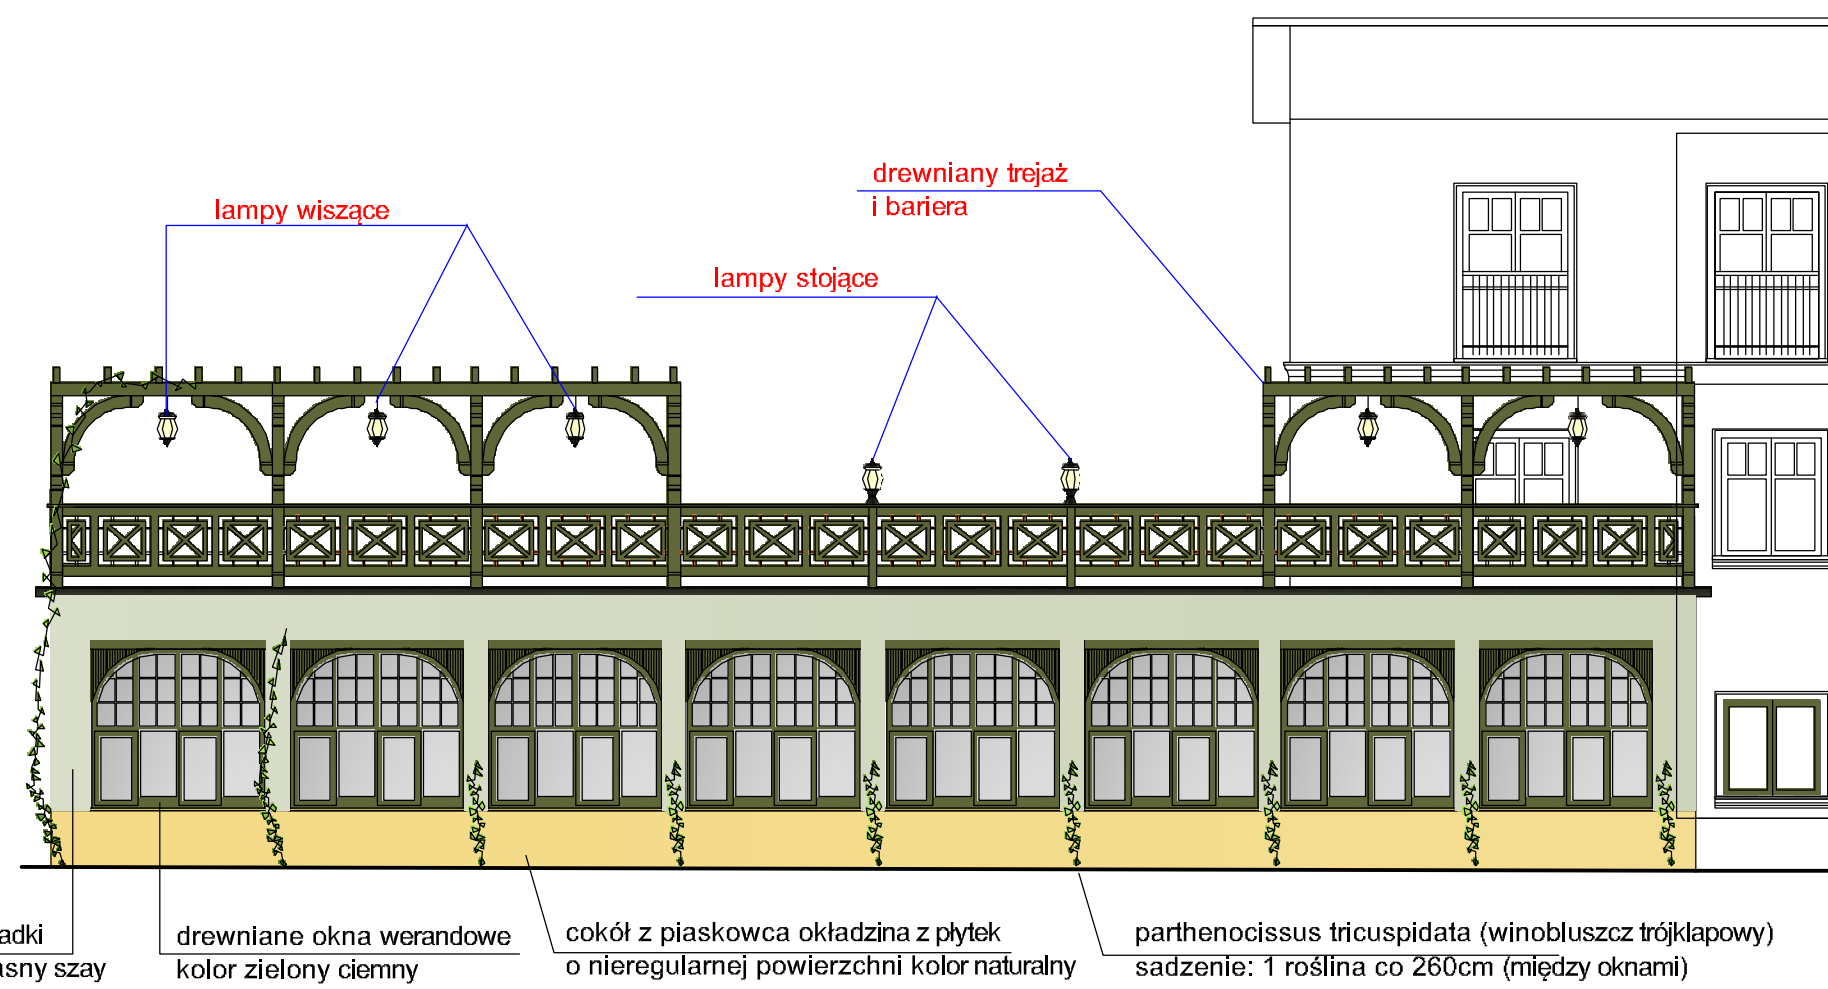 drewniany trejaż
i bariera
lampy wiszące
lampy stojące
adki
asny szay
drewniane okna werandowe
kolor zielony ciemny
cokół z piaskowca okładzina z płytek
o nieregularnej powierzchni kolor naturalny
parthenocissus tricuspidata (winobluszcz trójklapowy)
sadzenie: 1 roślina co 260cm (między oknami)